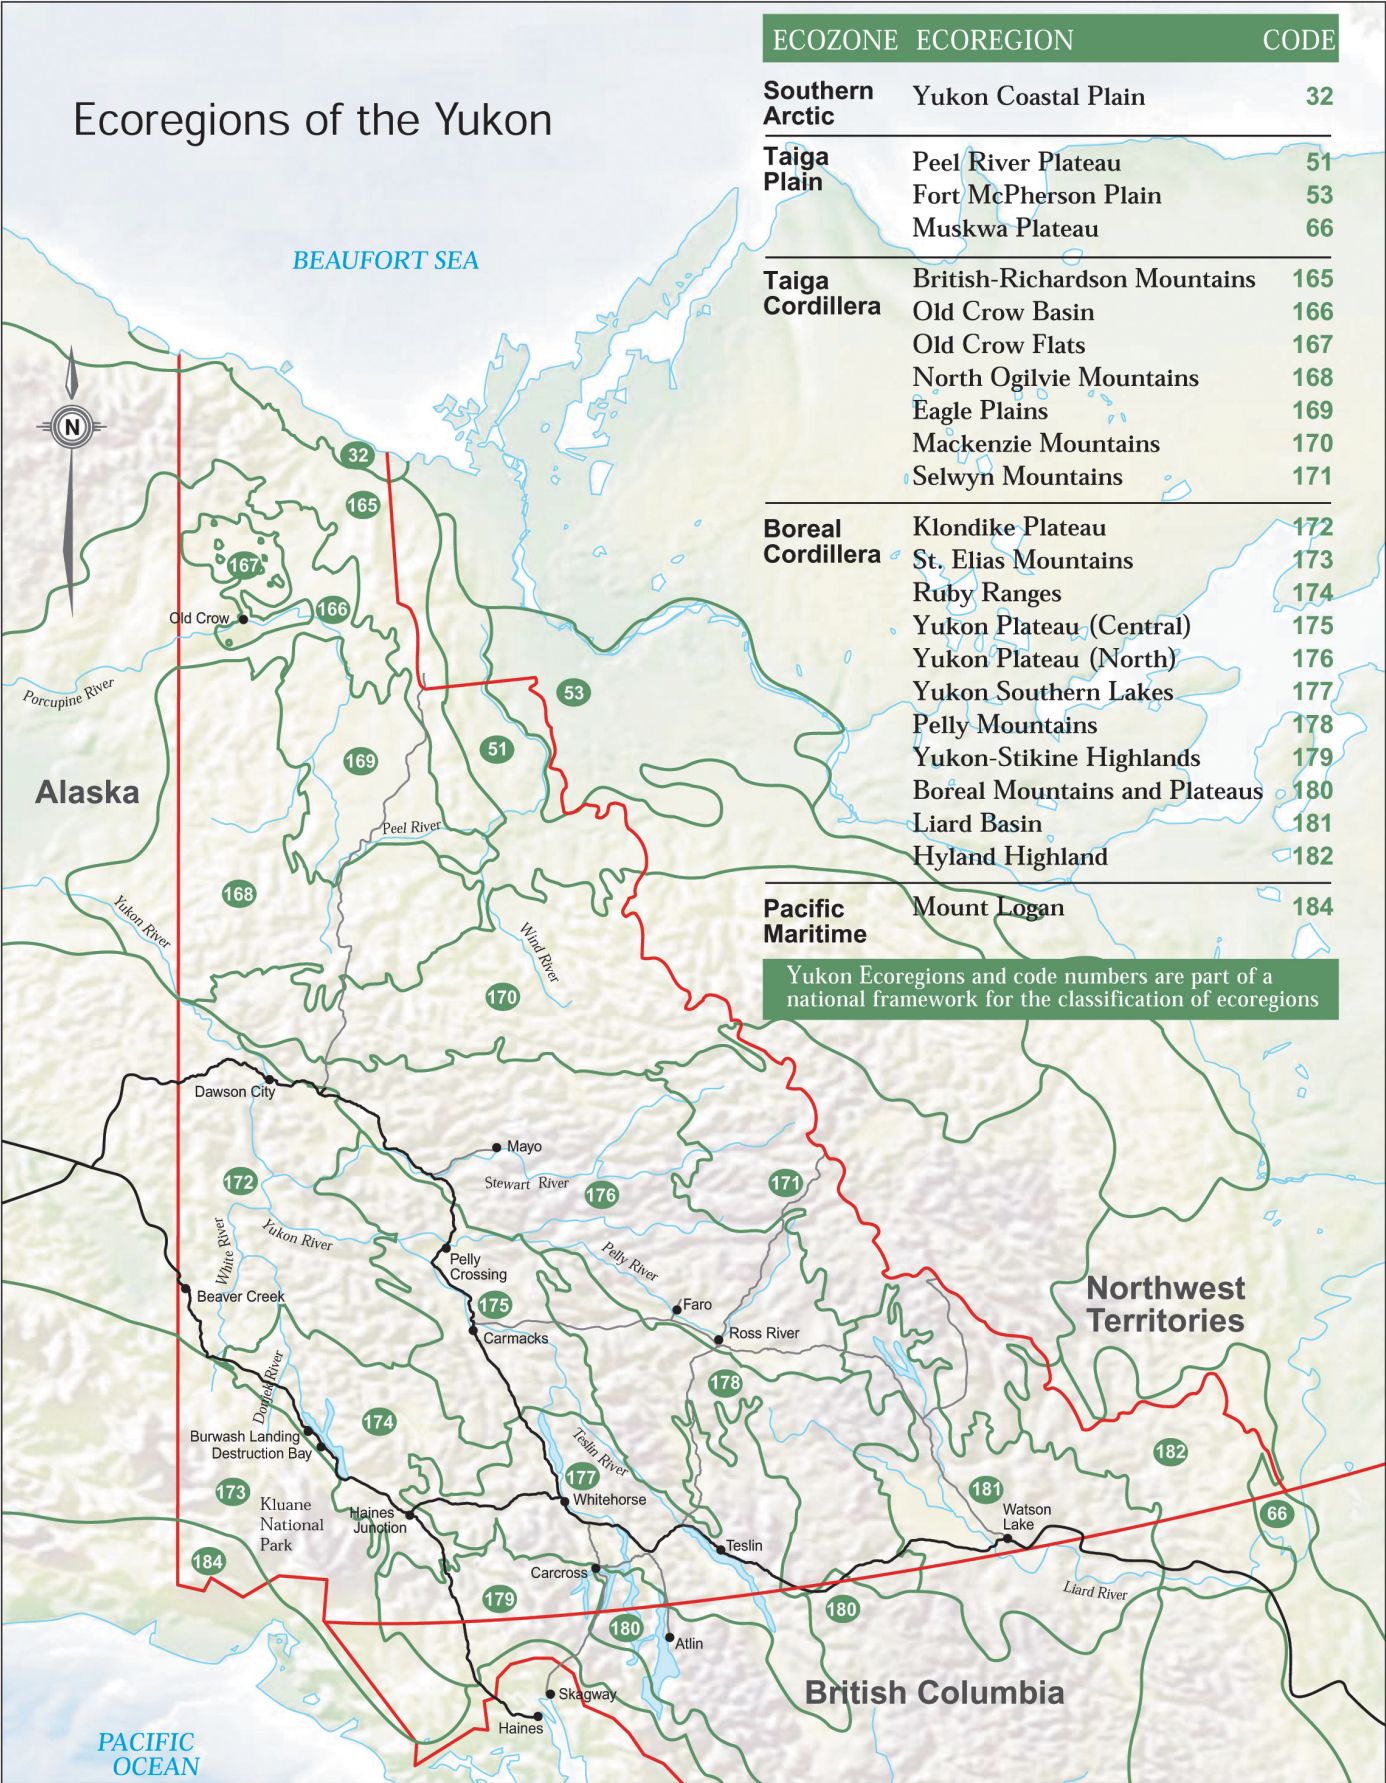 Ecoregions of the Yukon
ECOZONE ECOREGION CODE
Southern
Arctic
Yukon Coastal Plain 32
Taiga
Plain
Peel River Plateau 51
Fort McPherson Plain 53
Muskwa Plateau 66
Taiga
Cordillera
British-Richardson Mountains 165
Old Crow Basin 166
Old Crow Flats 167
North Ogilvie Mountains 168
Eagle Plains 169
Mackenzie Mountains 170
Selwyn Mountains 171
Boreal
Cordillera
Klondike Plateau 172
St. Elias Mountains 173
Ruby Ranges 174
Yukon Plateau (Central) 175
Yukon Plateau (North) 176
Yukon Southern Lakes 177
Pelly Mountains 178
Yukon-Stikine Highlands 179
Boreal Mountains and Plateaus 180
Liard Basin 181
Hyland Highland 182
Pacific
Maritime
Mount Logan 184
Yukon Ecoregions and code numbers are part of a
national framework for the classification of ecoregions
BEAUFORT SEA
N
32
165
167
166
Old Crow
Porcupine River
53
51
169
Alaska
Peel River
168
Yukon River
Wind River
170
Dawson City
Mayo
Stewart River
172
176
171
White River
Yukon River
Pelly River
Pelly
Crossing
Beaver Creek
175
Faro
Northwest
Territories
Carmacks
Ross River
Donjek River
178
174
Burwash Landing
Destruction Bay
Teslin River
182
173
177
181
Kluane
National
Park
Haines
Junction
Whitehorse
Watson
Lake
66
184
Teslin
Carcross
Liard River
179
180
180
Atlin
British Columbia
Skagway
Haines
PACIFIC
OCEAN